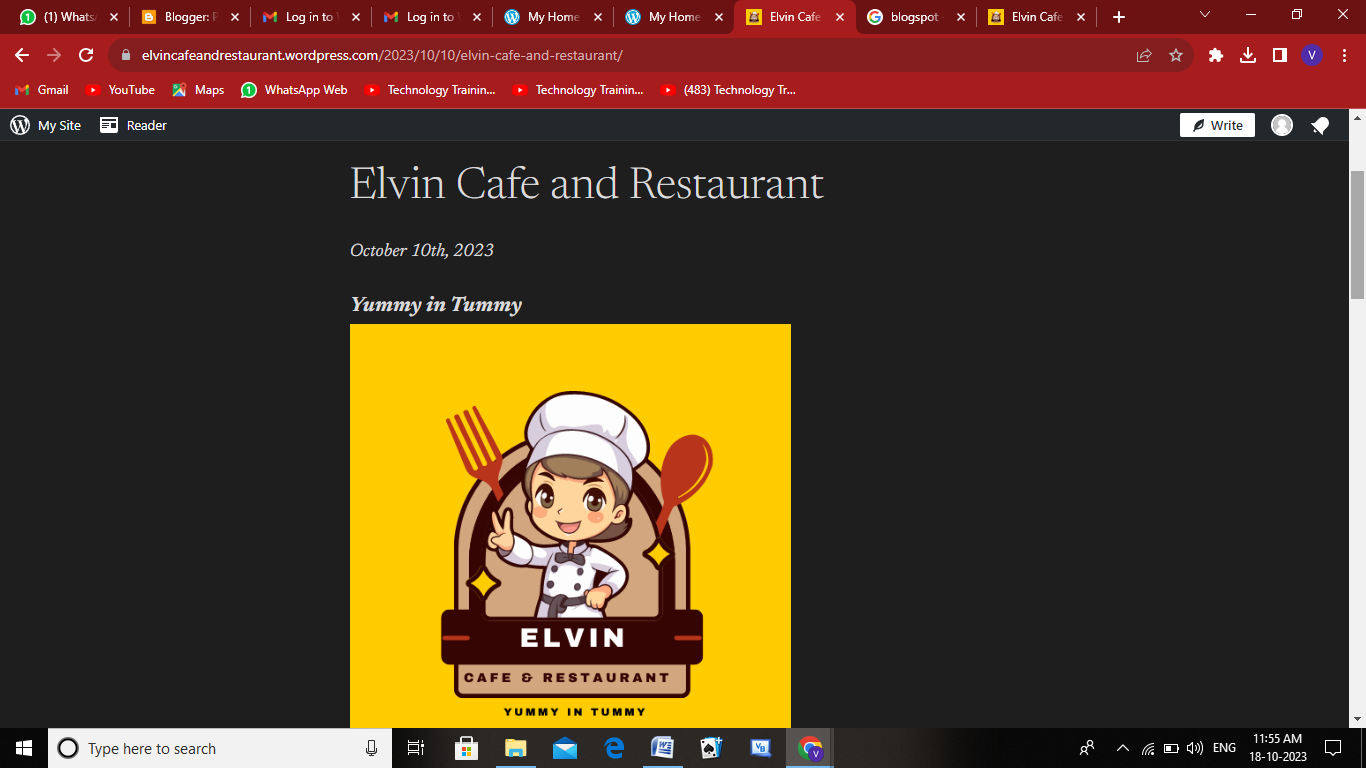 (1) Whats
Blogger: P
Log in to
Log in to
My Home
My Home
Elvin Cafe
blogspot
Elvin Cafe
elvincafeandrestaurant.wordpress.com/2023/10/10/elvin-cafe-and-restaurant/
V
Gmail
YouTube
Maps
WhatsApp Web
Technology Trainin...
Technology Trainin...
(483) Technology Tr...
My Site
Reader
Write
Elvin Cafe and Restaurant
October 10th, 2023
Yummy in Tummy
ELVIN
CAFE & RESTAURANT
YUMMY IN TUMMY
Type here to search
ENG
11:55 AM
18-10-2023